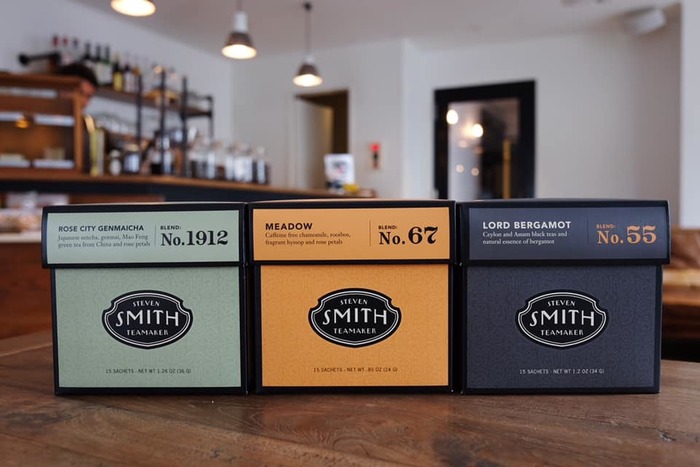 ROSE CITY GENMAICHA
Japanese sencha, genmai, Mao Feng
green tea from China and rose petals
BLEND:
No.1912
STEVEN
SMITH
TEAMAKER
15 SACHETS - NET WT 1.26 OZ (36 G)
MEADOW
Caffeine free chamomile, rooibos,
fragrant hyssop and rose petals
BLEND:
No.67
STEVEN
SMITH
TEAMAKER
15 SACHETS - NET WT .85 OZ (24 G)
LORD BERGAMOT
Ceylon and Assam black teas and
natural essence of bergamot
BLEND:
No.55
STEVEN
SMITH
TEAMAKER
15 SACHETS - NET WT 1.2 OZ (34 G)